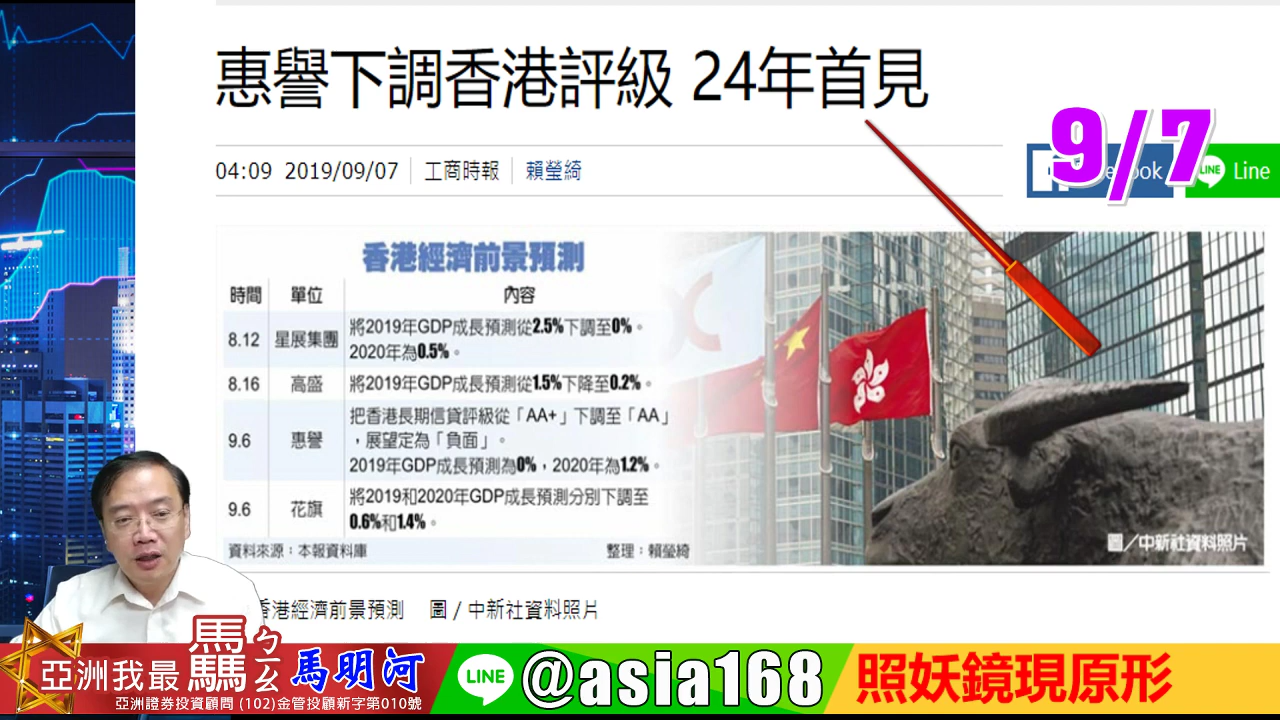 惠譽下調香港評級 24年首見
9/7
04:09 2019/09/07 工商時報 賴瑩綺
LINE Line
香港經濟前景預測
時間 單位 內容
8.12 星展集團 將2019年GDP成長預測從2.5%下調至0%。
2020年為0.5%。
8.16 高盛 將2019年GDP成長預測從1.5%下降至0.2%。
9.6 惠譽 把香港長期信貸評級從「AA+」下調至「AA」
，展望定為「負面」。
2019年GDP成長預測為0%，2020年為1.2%。
9.6 花旗 將2019和2020年GDP成長預測分別下調至
0.6%和1.4%。
資料來源：本報資料庫 整理：賴瑩綺
圖／中新社資料照片
香港經濟前景預測 圖 / 中新社資料照片
亞洲我最驫ㄅㄠ 馬明河
亞洲證券投資顧問 (102)金管投顧新字第010號
LINE @asia168
照妖鏡現原形